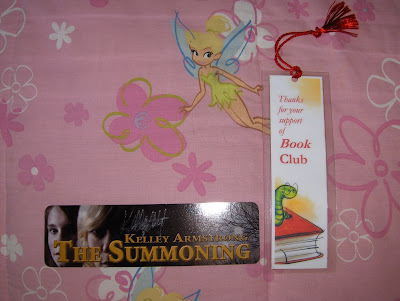 Thanks
for your
support
of
Book
Club
KELLEY ARMSTRONG
THE SUMMONING